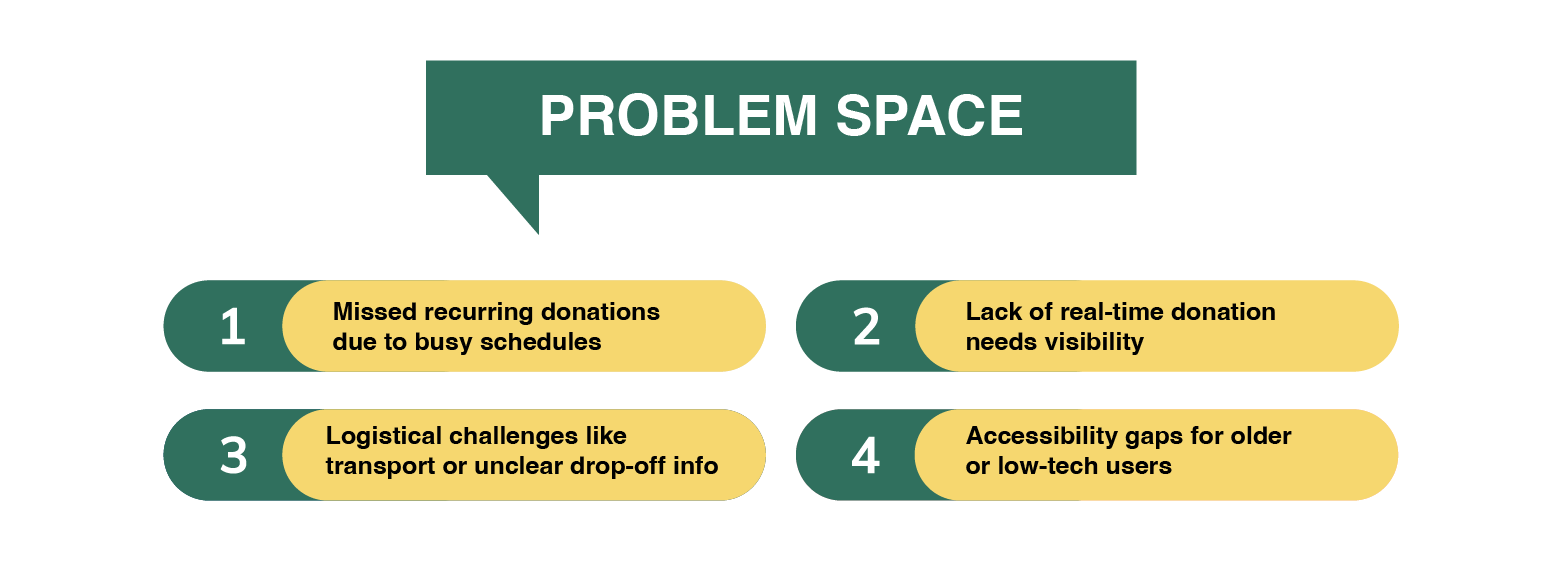 PROBLEM SPACE
1
Missed recurring donations
due to busy schedules
2
Lack of real-time donation
needs visibility
3
Logistical challenges like
transport or unclear drop-off info
4
Accessibility gaps for older
or low-tech users